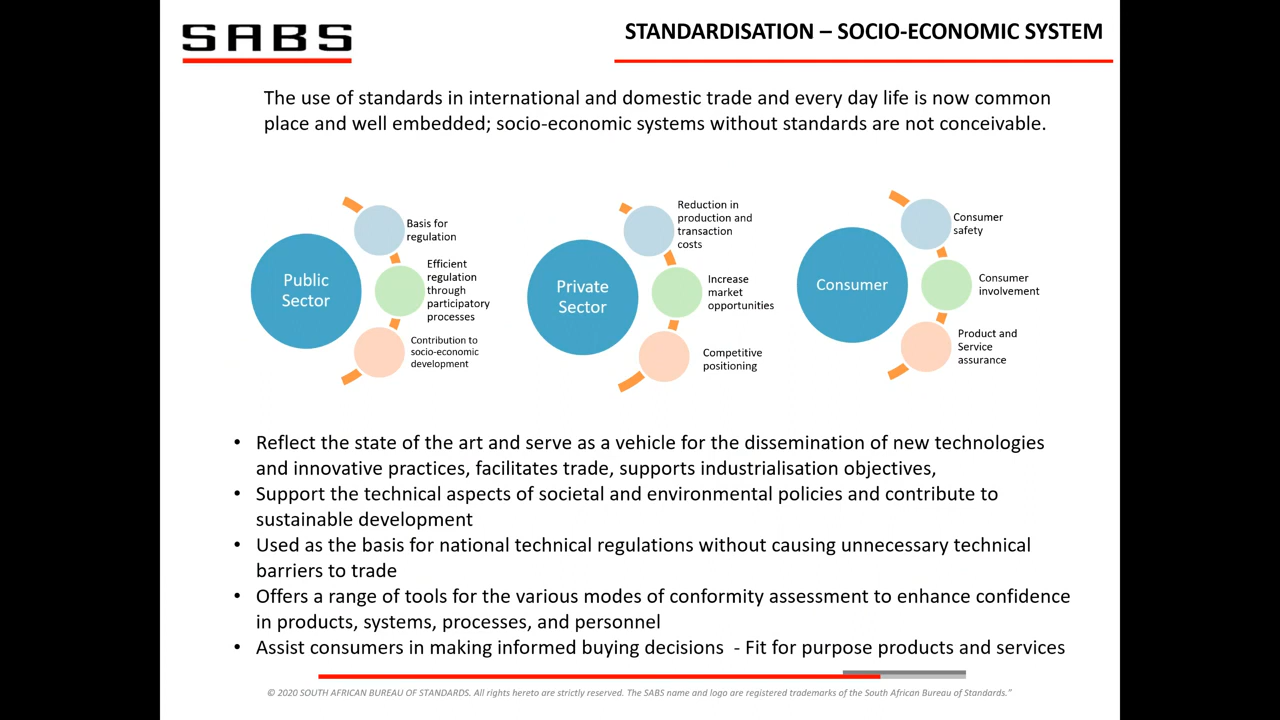 SABS
STANDARDISATION – SOCIO-ECONOMIC SYSTEM
The use of standards in international and domestic trade and every day life is now common
place and well embedded; socio-economic systems without standards are not conceivable.
Public
Sector
Basis for
regulation
Efficient
regulation
through
participatory
processes
Contribution to
socio-economic
development
Private
Sector
Reduction in
production and
transaction
costs
Increase
market
opportunities
Competitive
positioning
Consumer
Consumer
safety
Consumer
involvement
Product and
Service
assurance
• Reflect the state of the art and serve as a vehicle for the dissemination of new technologies
and innovative practices, facilitates trade, supports industrialisation objectives,
• Support the technical aspects of societal and environmental policies and contribute to
sustainable development
• Used as the basis for national technical regulations without causing unnecessary technical
barriers to trade
• Offers a range of tools for the various modes of conformity assessment to enhance confidence
in products, systems, processes, and personnel
• Assist consumers in making informed buying decisions  - Fit for purpose products and services
© 2020 SOUTH AFRICAN BUREAU OF STANDARDS. All rights hereto are strictly reserved. The SABS name and logo are registered trademarks of the South African Bureau of Standards.”